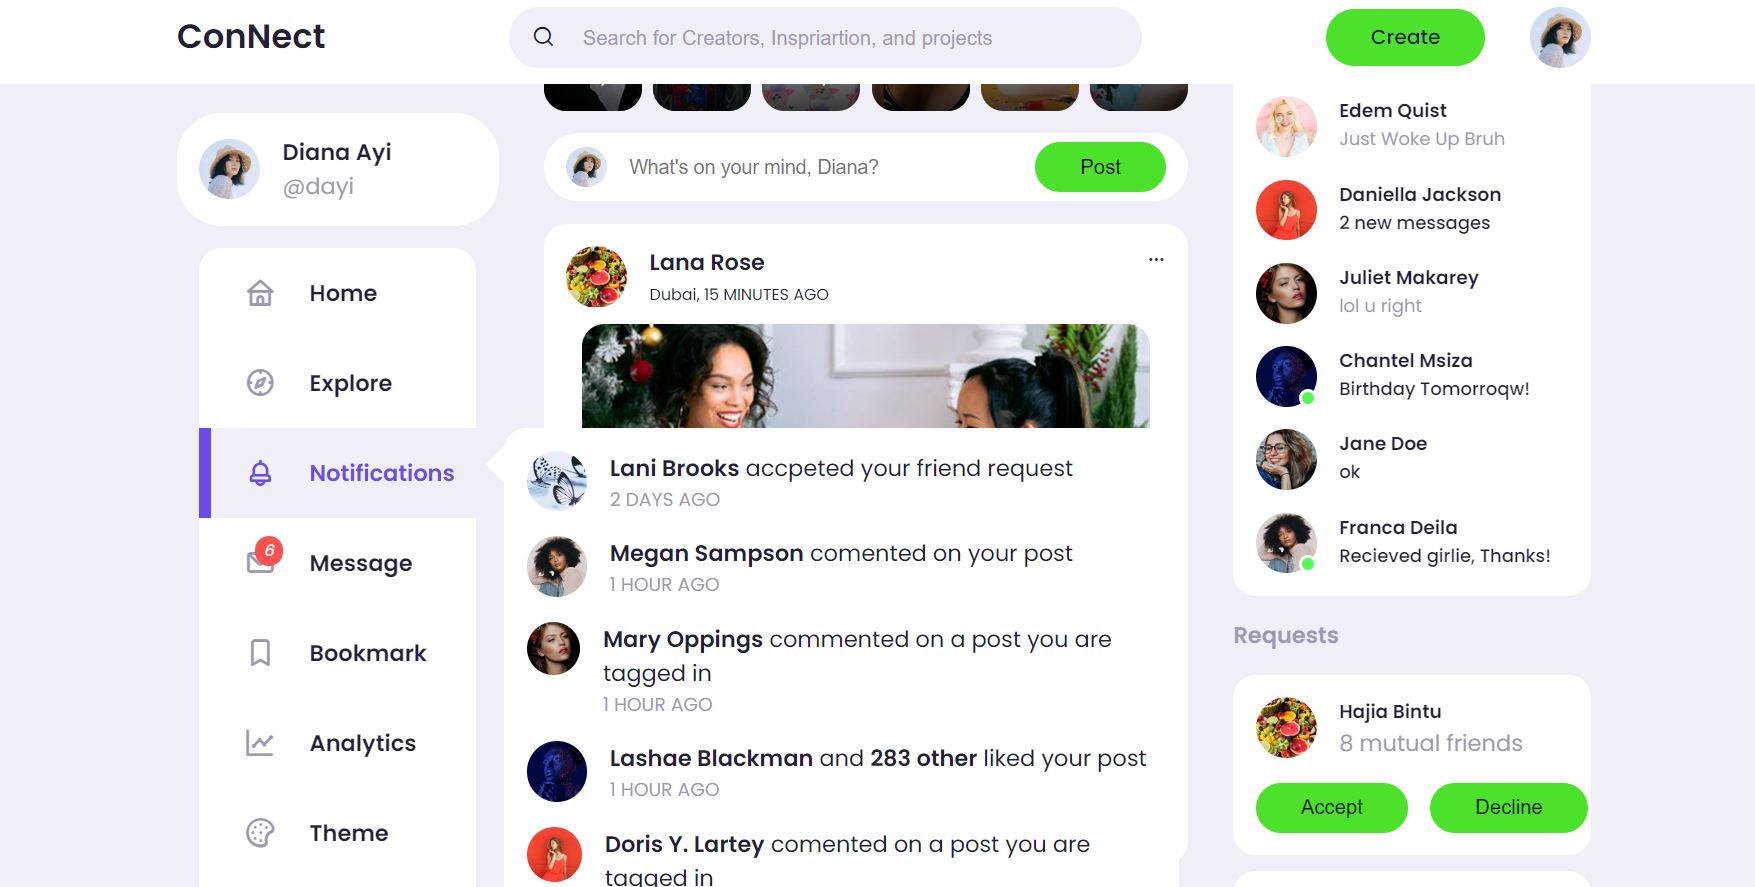 ConNect
Search for Creators, Inspriartion, and projects
Create
Diana Ayi
@dayi
Home
Explore
Notifications
6
Message
Bookmark
Analytics
Theme
What's on your mind, Diana?
Post
Lana Rose
Dubai, 15 MINUTES AGO
Lani Brooks accpeted your friend request
2 DAYS AGO
Megan Sampson comented on your post
1 HOUR AGO
Mary Oppings commented on a post you are
tagged in
1 HOUR AGO
Lashae Blackman and 283 other liked your post
1 HOUR AGO
Doris Y. Lartey comented on a post you are
tagged in
Edem Quist
Just Woke Up Bruh
Daniella Jackson
2 new messages
Juliet Makarey
lol u right
Chantel Msiza
Birthday Tomorroqw!
Jane Doe
ok
Franca Deila
Recieved girlie, Thanks!
Requests
Hajia Bintu
8 mutual friends
Accept
Decline